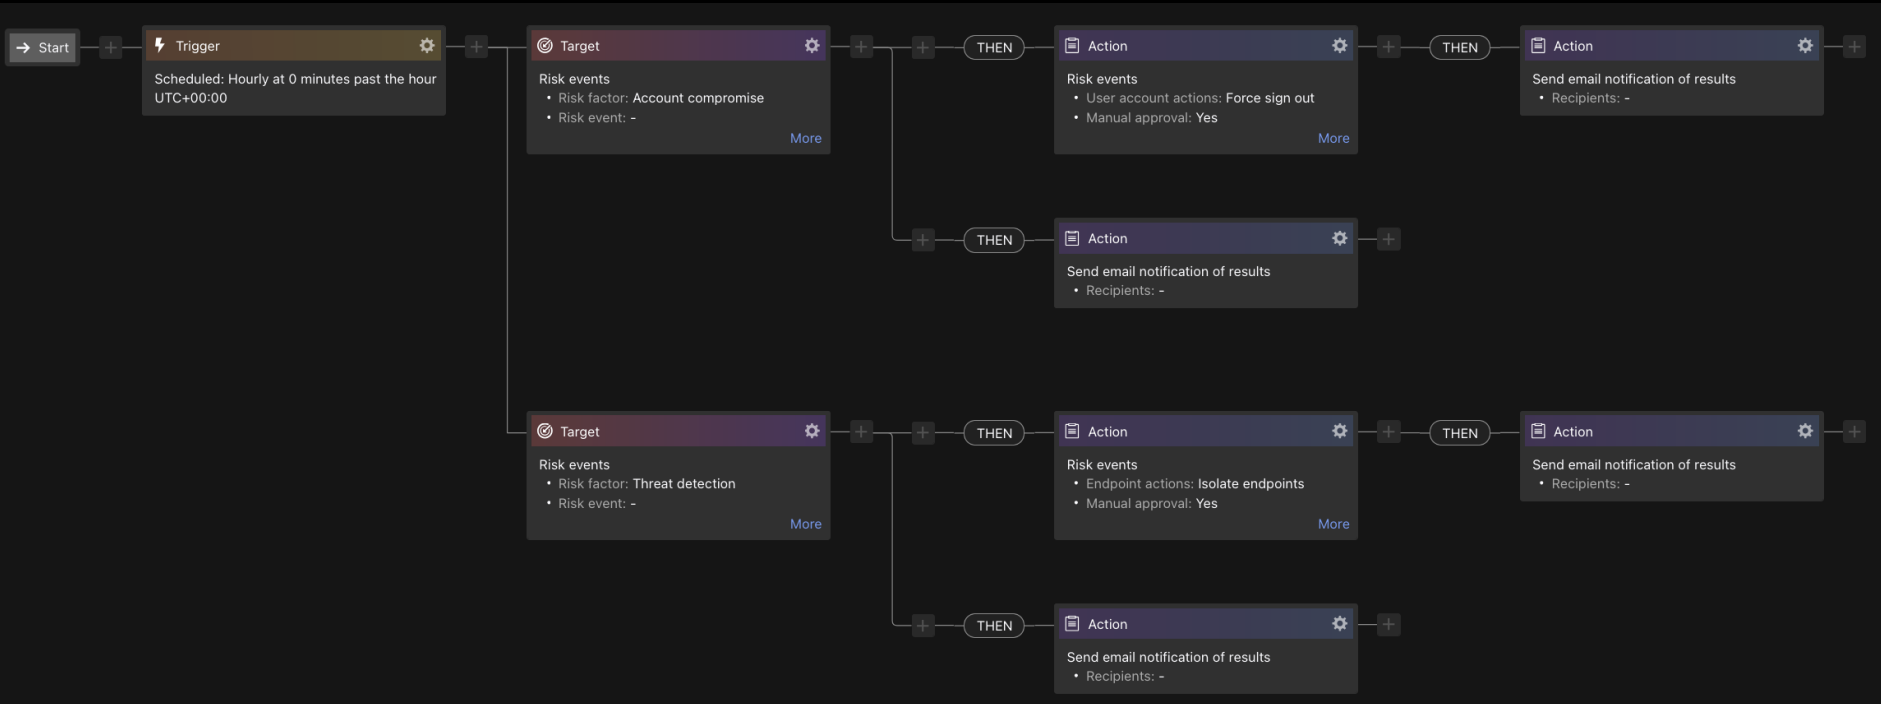 Start
Trigger
Scheduled: Hourly at 0 minutes past the hour
UTC+00:00
Target
Risk events
• Risk factor: Account compromise
• Risk event: -
More
THEN
Action
Risk events
• User account actions: Force sign out
• Manual approval: Yes
More
THEN
Action
Send email notification of results
• Recipients: -
THEN
Action
Send email notification of results
• Recipients: -
Target
Risk events
• Risk factor: Threat detection
• Risk event: -
More
THEN
Action
Risk events
• Endpoint actions: Isolate endpoints
• Manual approval: Yes
More
THEN
Action
Send email notification of results
• Recipients: -
THEN
Action
Send email notification of results
• Recipients: -